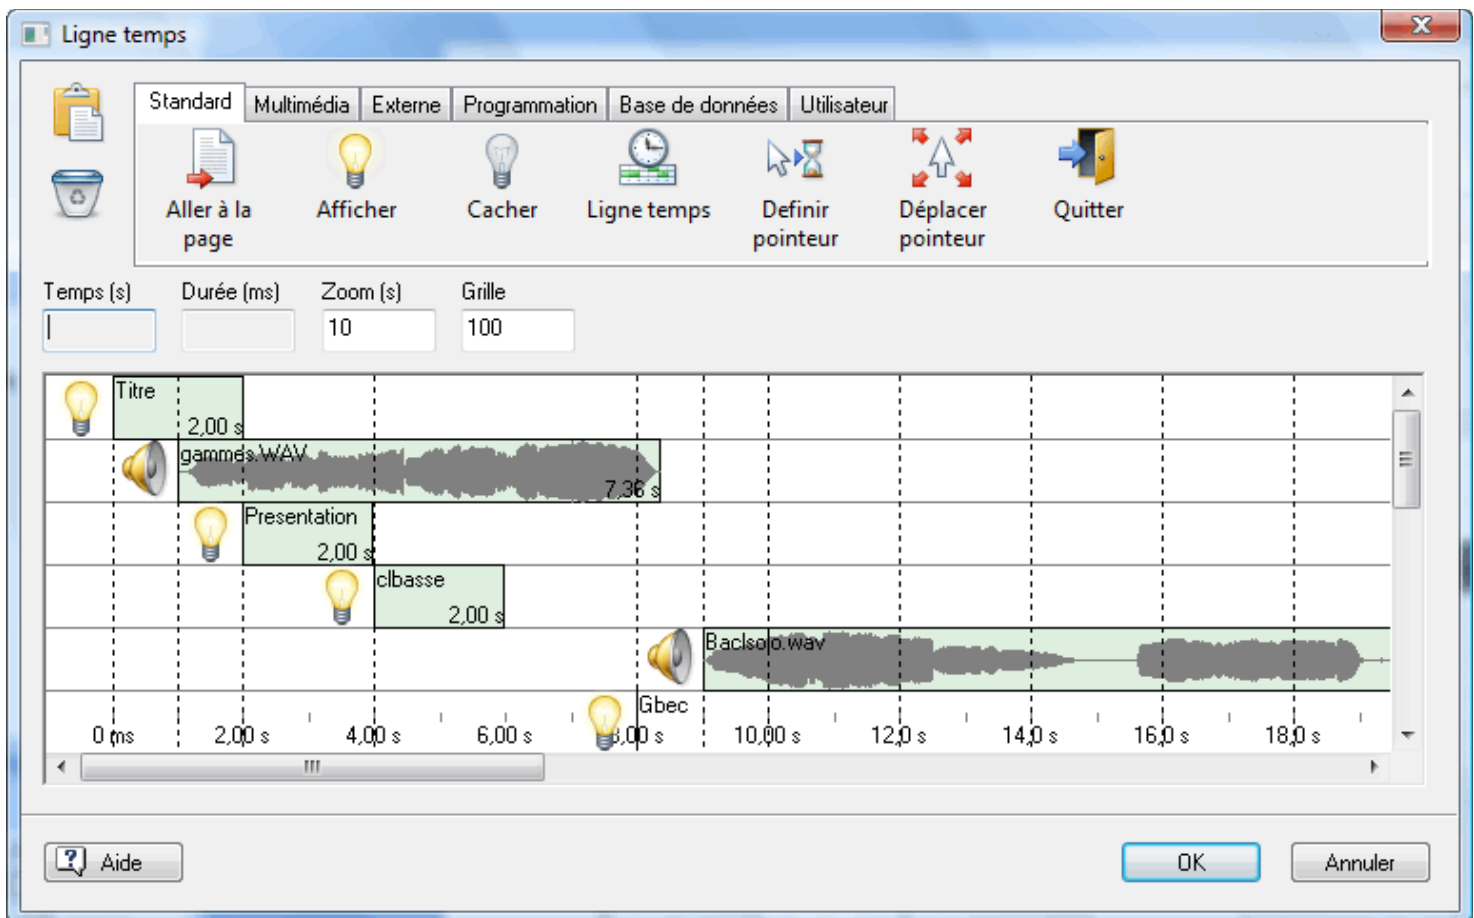 Ligne temps
Standard Multimédia Externe Programmation Base de données Utilisateur
Aller à la page
Afficher
Cacher
Ligne temps
Definir pointeur
Déplacer pointeur
Quitter
Temps (s) Durée (ms) Zoom (s) Grille
10 100
Titre
2,00 s
gammes.WAV
7,36 s
Presentation
2,00 s
clbasse
2,00 s
Baclsolo.wav
Gbec
0 ms 2,00 s 4,00 s 6,00 s 8,00 s 10,00 s 12,0 s 14,0 s 16,0 s 18,0 s
Aide OK Annuler